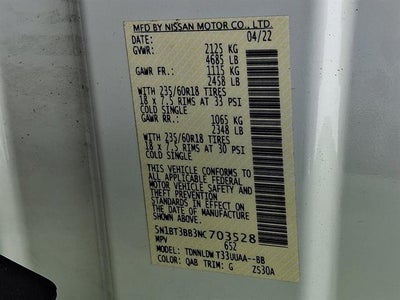 MFD BY NISSAN MOTOR CO., LTD.
DATE: 04/22
GVWR: 2125 KG
4685 LB
GAWR FR.: 1115 KG
2458 LB
WITH 235/60R18 TIRES
18 x 7.5 RIMS AT 33 PSI
COLD SINGLE
GAWR RR.: 1065 KG
2348 LB
WITH 235/60R18 TIRES
18 x 7.5 RIMS AT 30 PSI
COLD SINGLE
THIS VEHICLE CONFORMS TO
ALL APPLICABLE FEDERAL
MOTOR VEHICLE SAFETY AND
THEFT PREVENTION
STANDARDS IN EFFECT ON
THE DATE OF MANUFACTURE
SHOWN ABOVE.
5N1BT3BB3NC703528
MPV 652
MODEL: TDNNLDWT33UUAA--BB
COLOR: QAB TRIM: G ZS30A